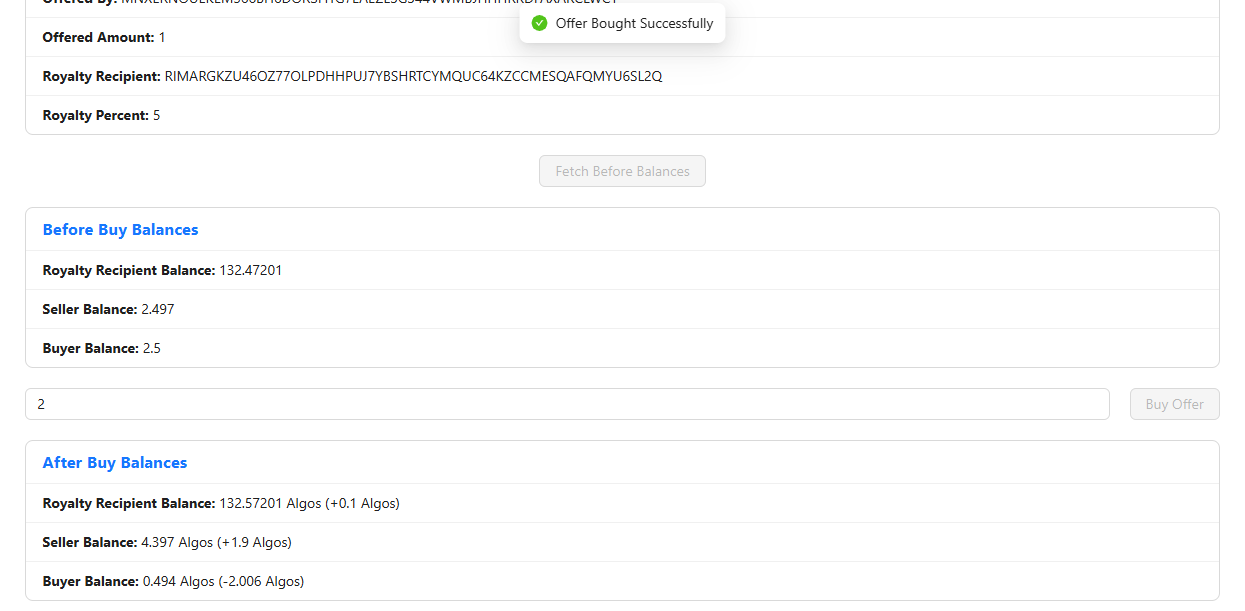 Offer Bought Successfully
Offered Amount: 1
Royalty Recipient: RIMARGKZU46OZ77OLPDHHPUJ7YBSHRTCYMQUC64KZCCMESQAFQMYU6SL2Q
Royalty Percent: 5
Fetch Before Balances
Before Buy Balances
Royalty Recipient Balance: 132.47201
Seller Balance: 2.497
Buyer Balance: 2.5
2
Buy Offer
After Buy Balances
Royalty Recipient Balance: 132.57201 Algos (+0.1 Algos)
Seller Balance: 4.397 Algos (+1.9 Algos)
Buyer Balance: 0.494 Algos (-2.006 Algos)